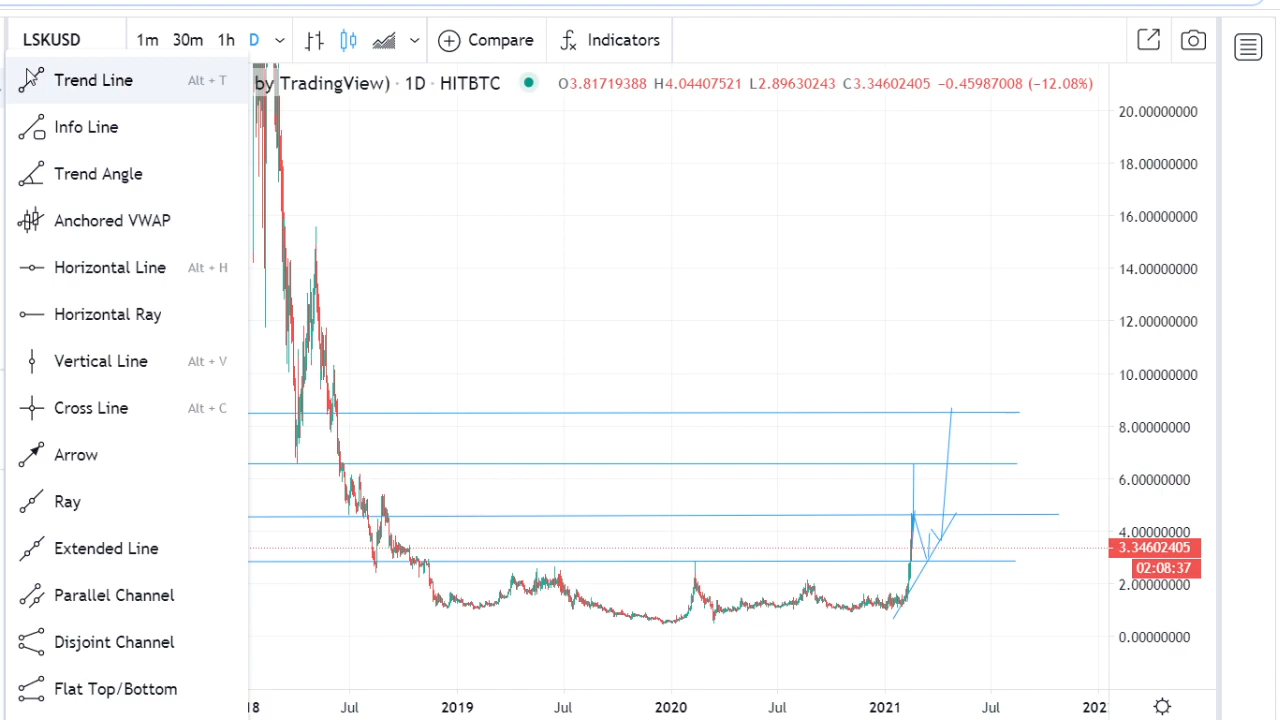 LSKUSD 1m 30m 1h D Compare Indicators
by TradingView) · 1D · HITBTC O3.81719388 H4.04407521 L2.89630243 C3.34602405 −0.45987008 (−12.08%)
Trend Line Alt + T
Info Line
Trend Angle
Anchored VWAP
Horizontal Line Alt + H
Horizontal Ray
Vertical Line Alt + V
Cross Line Alt + C
Arrow
Ray
Extended Line
Parallel Channel
Disjoint Channel
Flat Top/Bottom
20.00000000
18.00000000
16.00000000
14.00000000
12.00000000
10.00000000
8.00000000
6.00000000
4.00000000
3.34602405
02:08:37
2.00000000
0.00000000
18 Jul 2019 Jul 2020 Jul 2021 Jul 202